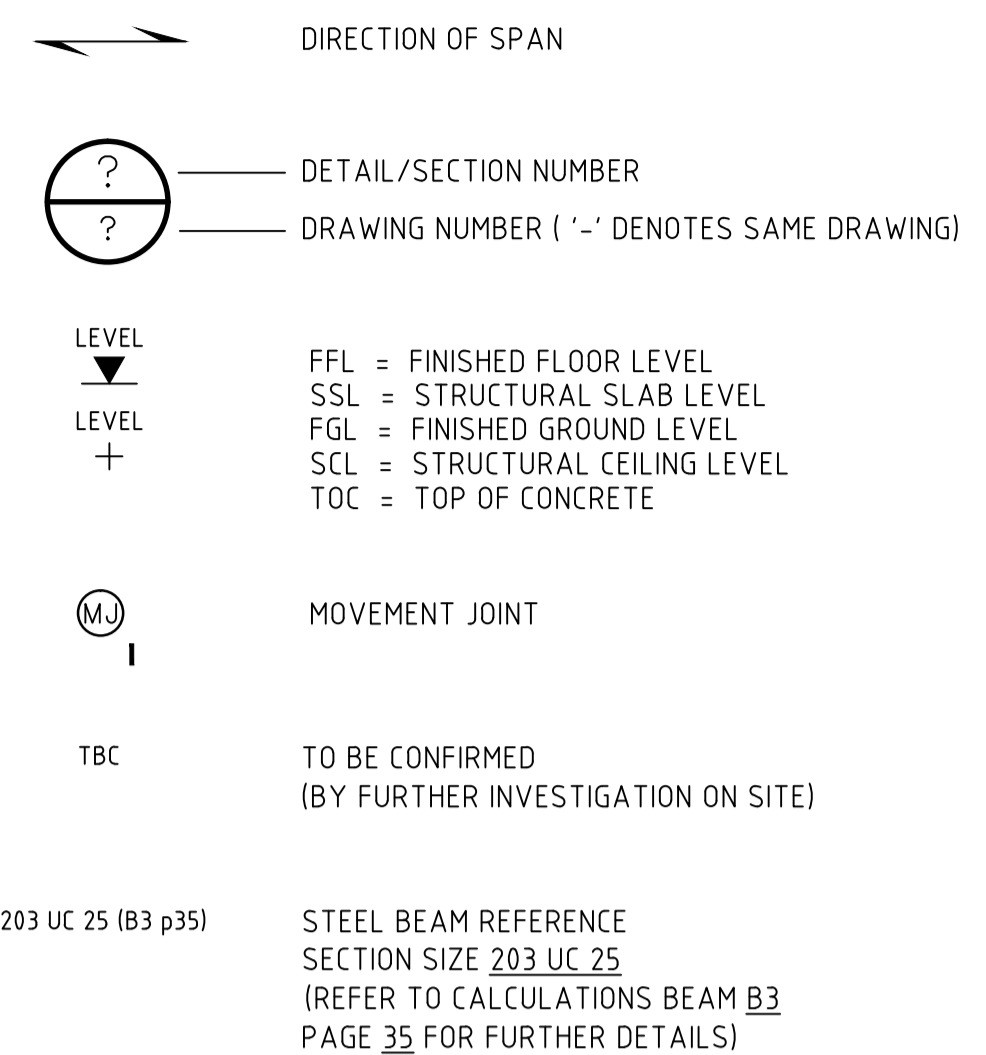 DIRECTION OF SPAN
?
DETAIL/SECTION NUMBER
?
DRAWING NUMBER ( '-' DENOTES SAME DRAWING)
LEVEL
LEVEL
FFL = FINISHED FLOOR LEVEL
SSL = STRUCTURAL SLAB LEVEL
FGL = FINISHED GROUND LEVEL
SCL = STRUCTURAL CEILING LEVEL
TOC = TOP OF CONCRETE
MJ
MOVEMENT JOINT
TBC
TO BE CONFIRMED
(BY FURTHER INVESTIGATION ON SITE)
203 UC 25 (B3 p35)
STEEL BEAM REFERENCE
SECTION SIZE 203 UC 25
(REFER TO CALCULATIONS BEAM B3
PAGE 35 FOR FURTHER DETAILS)